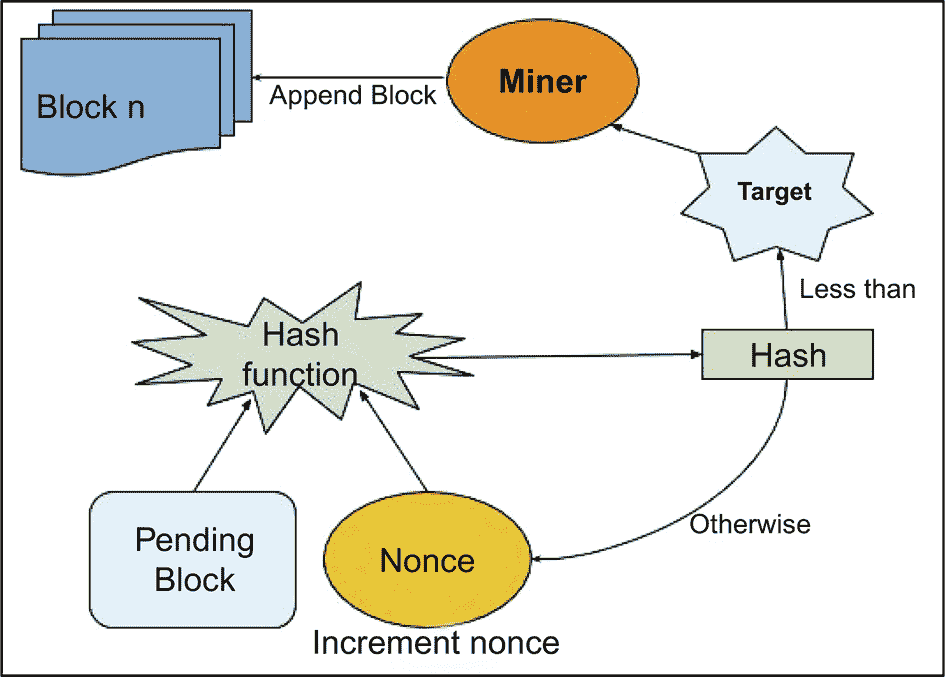 Block n
Append Block
Miner
Target
Less than
Hash
function
Hash
Pending
Block
Nonce
Otherwise
Increment nonce